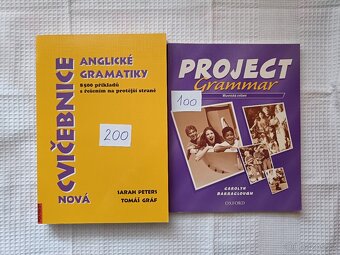 NOVÁ CVIČEBNICE
ANGLICKÉ
GRAMATIKY
8500 příkladů
s řešením na protější straně
200
SARAH PETERS
TOMÁŠ GRÁF
PROJECT
Grammar
100
CAROLYN
BARRACLOUGH
OXFORD